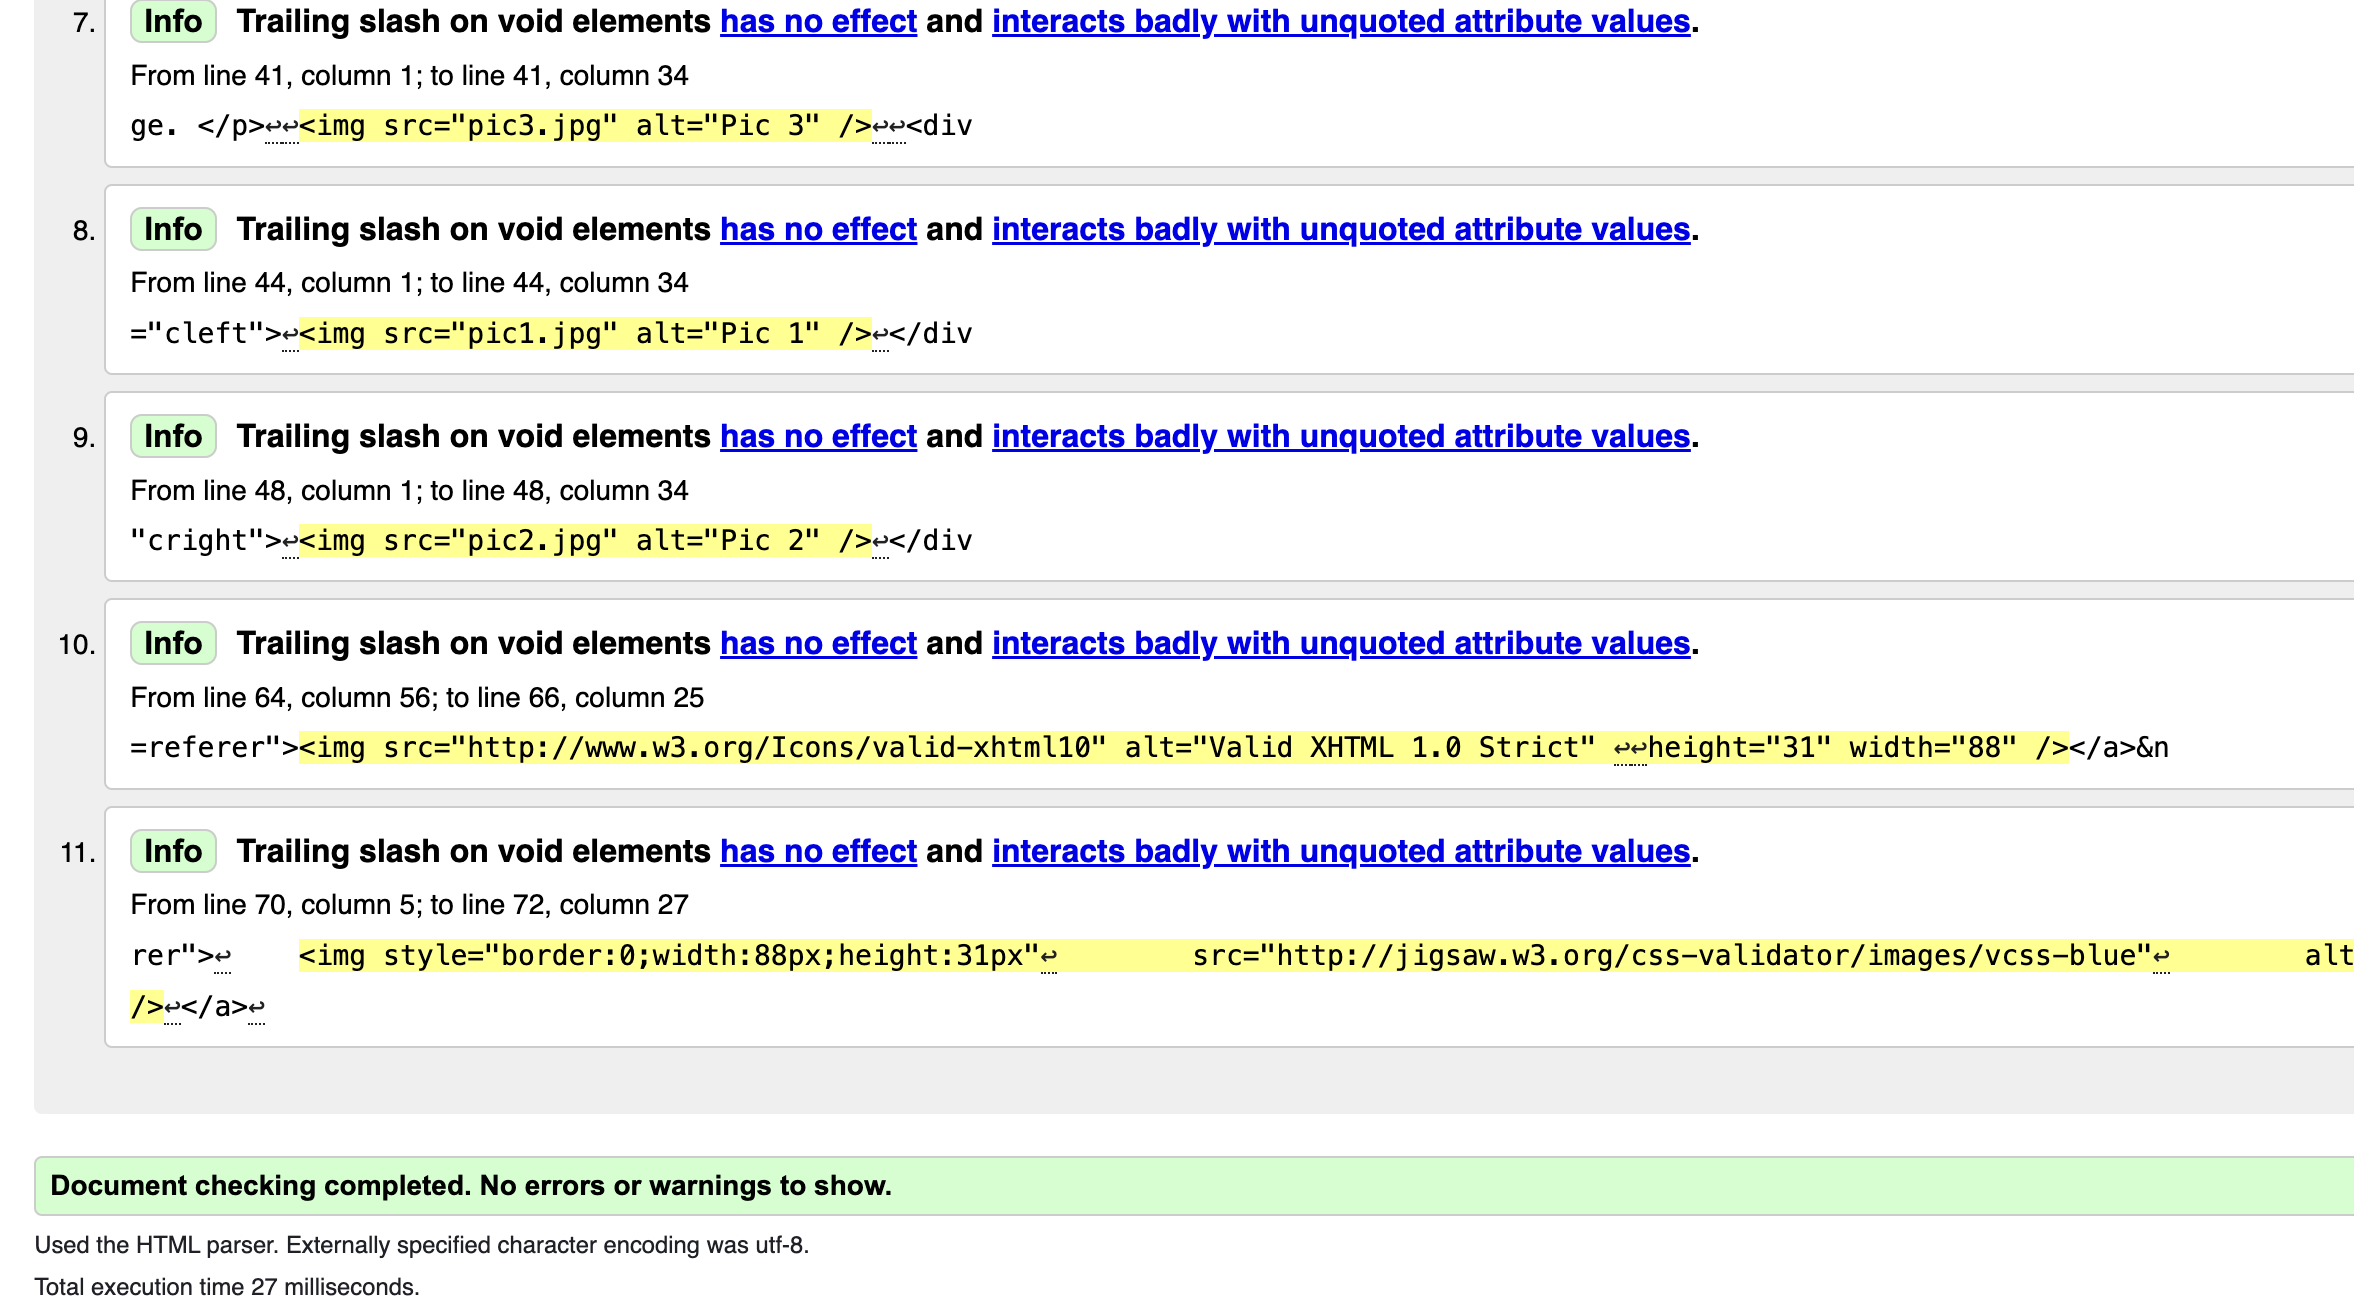 7. Info Trailing slash on void elements has no effect and interacts badly with unquoted attribute values.
From line 41, column 1; to line 41, column 34
ge. </p>↩↩<img src="pic3.jpg" alt="Pic 3" />↩↩<div
8. Info Trailing slash on void elements has no effect and interacts badly with unquoted attribute values.
From line 44, column 1; to line 44, column 34
="cleft">↩<img src="pic1.jpg" alt="Pic 1" />↩</div
9. Info Trailing slash on void elements has no effect and interacts badly with unquoted attribute values.
From line 48, column 1; to line 48, column 34
"cright">↩<img src="pic2.jpg" alt="Pic 2" />↩</div
10. Info Trailing slash on void elements has no effect and interacts badly with unquoted attribute values.
From line 64, column 56; to line 66, column 25
=referer"><img src="http://www.w3.org/Icons/valid-xhtml10" alt="Valid XHTML 1.0 Strict" ↩↩height="31" width="88" /></a>&n
11. Info Trailing slash on void elements has no effect and interacts badly with unquoted attribute values.
From line 70, column 5; to line 72, column 27
rer">↩    <img style="border:0;width:88px;height:31px"↩        src="http://jigsaw.w3.org/css-validator/images/vcss-blue"↩        alt
/>↩</a>↩
Document checking completed. No errors or warnings to show.
Used the HTML parser. Externally specified character encoding was utf-8.
Total execution time 27 milliseconds.